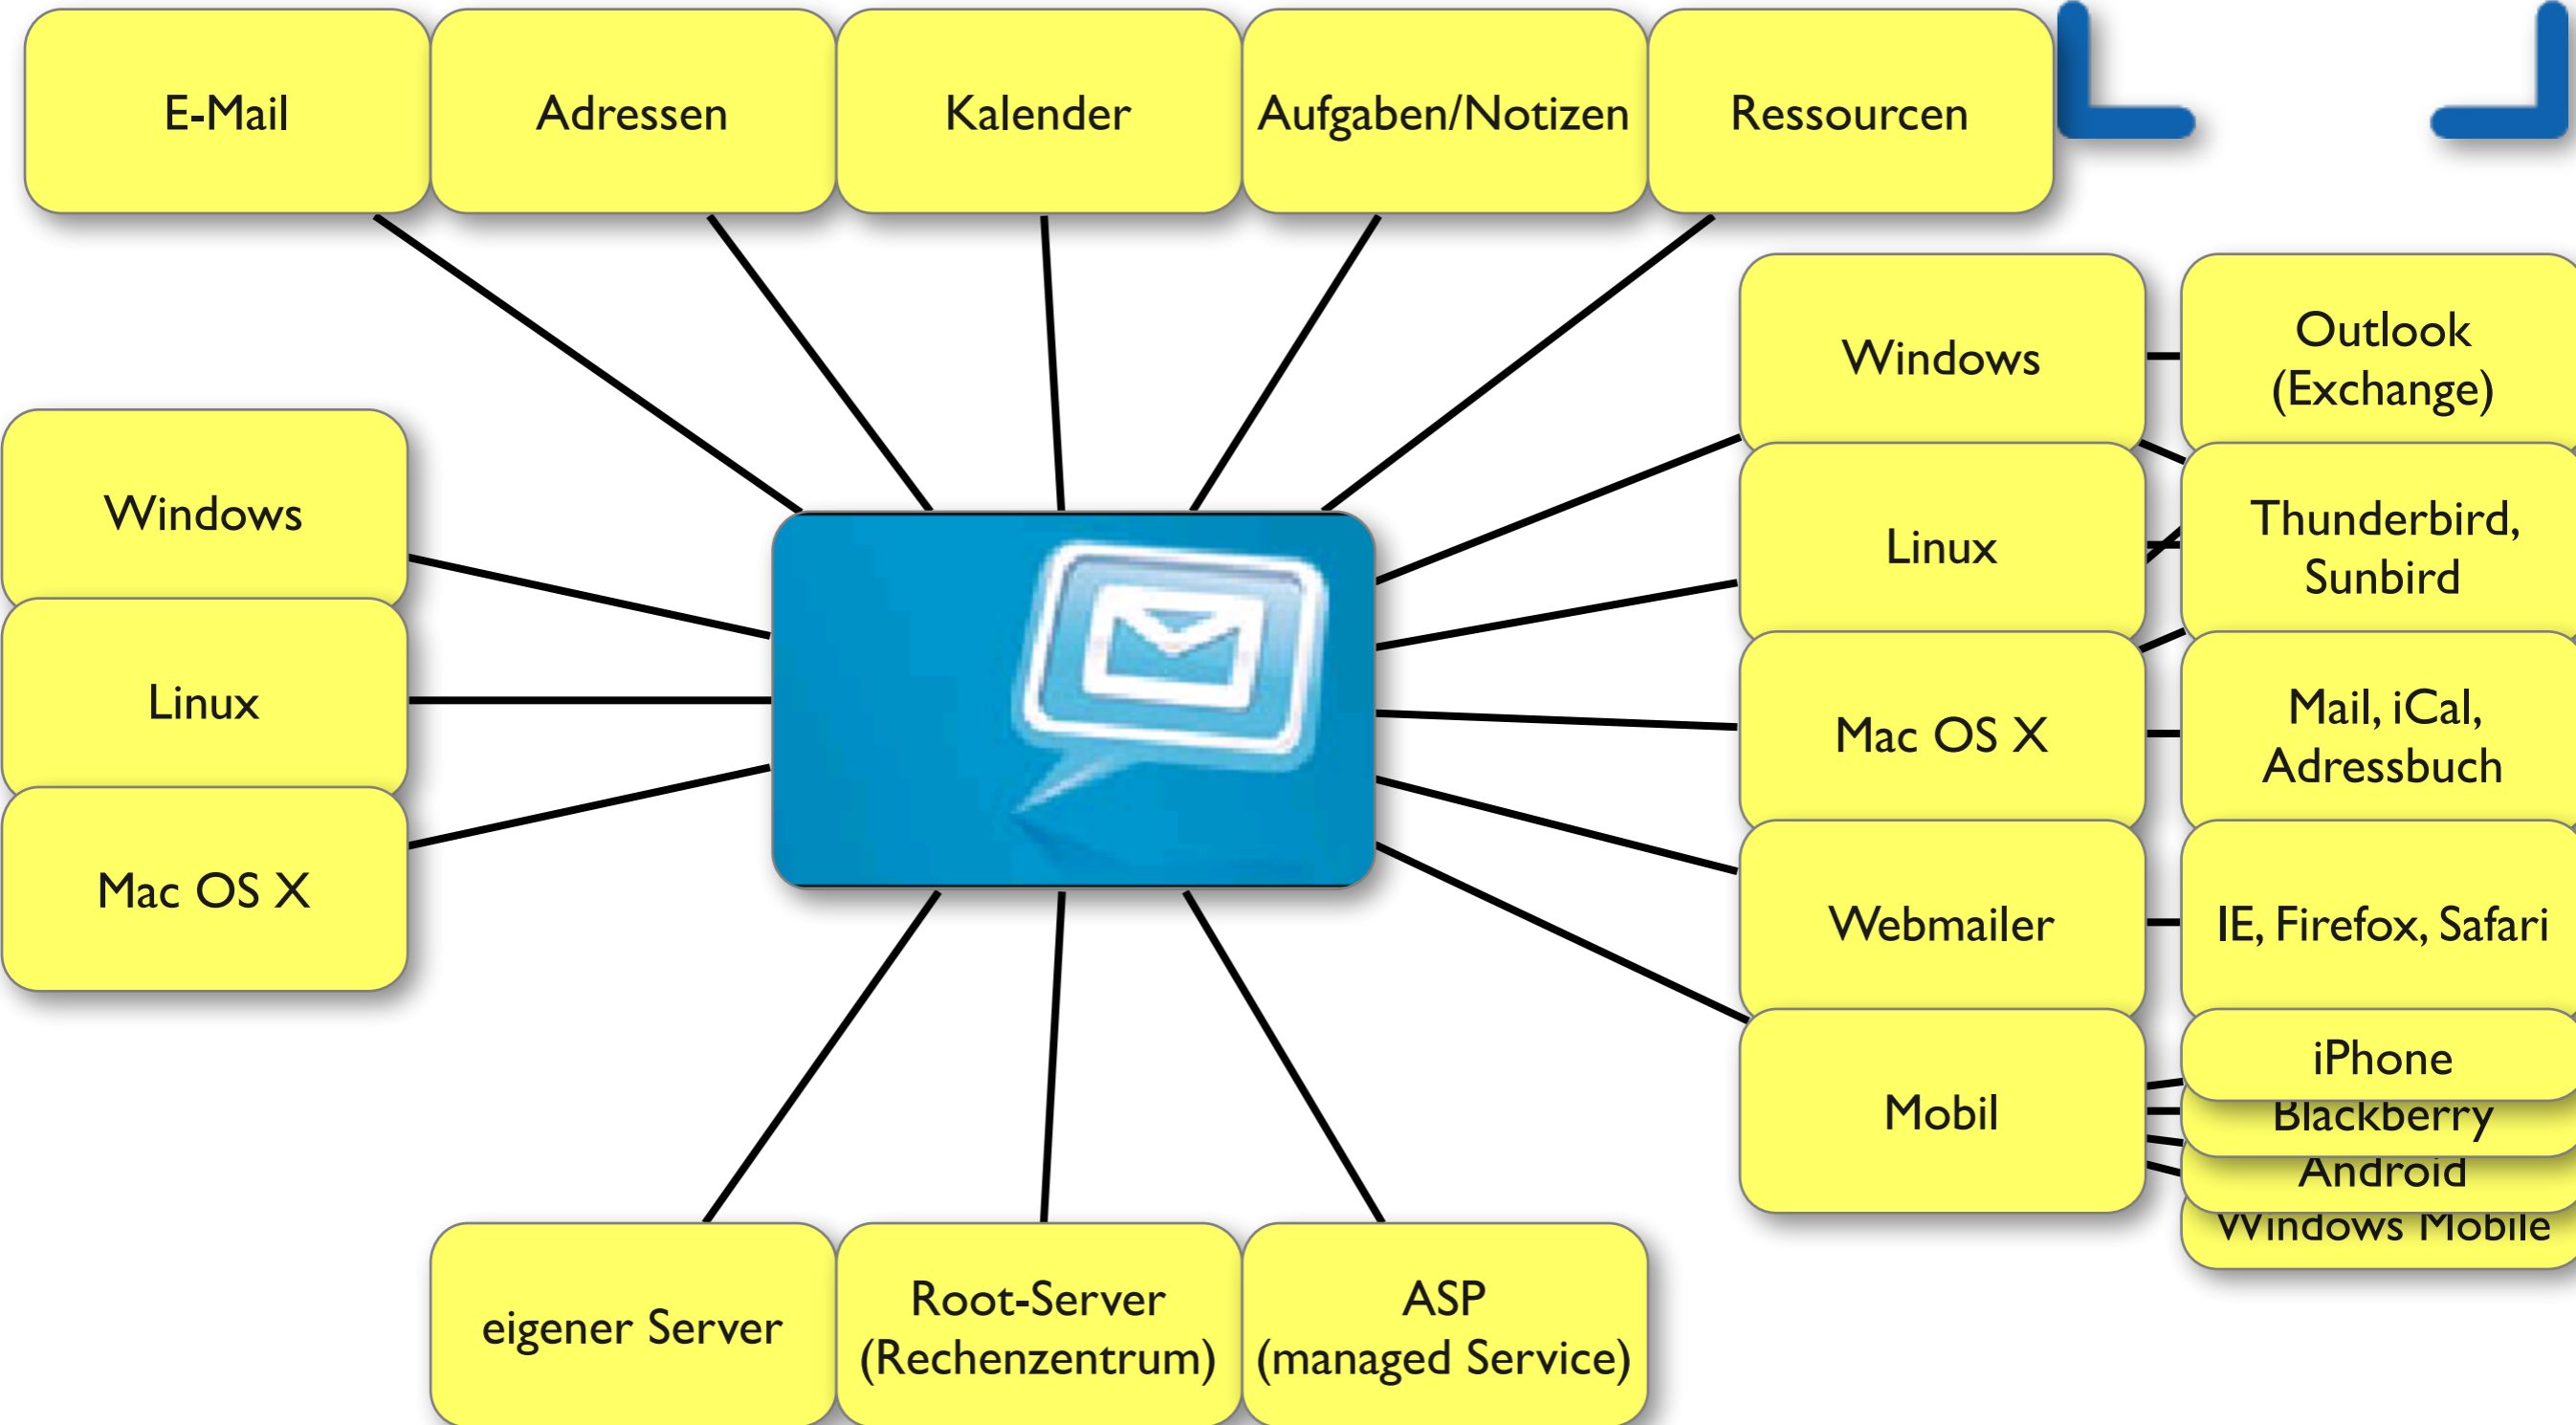 E-Mail
Adressen
Kalender
Aufgaben/Notizen
Ressourcen
Windows
Linux
Mac OS X
Windows
Linux
Mac OS X
Webmailer
Mobil
Outlook
(Exchange)
Thunderbird,
Sunbird
Mail, iCal,
Adressbuch
IE, Firefox, Safari
iPhone
Blackberry
Android
Windows Mobile
eigener Server
Root-Server
(Rechenzentrum)
ASP
(managed Service)